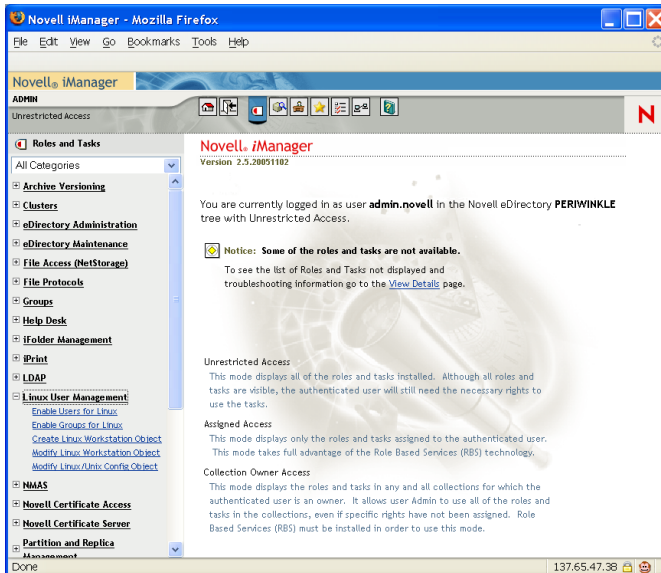 Novell iManager - Mozilla Firefox
File Edit View Go Bookmarks Tools Help
Novell® iManager
ADMIN
Unrestricted Access
N
Roles and Tasks
All Categories
Archive Versioning
Clusters
eDirectory Administration
eDirectory Maintenance
File Access (NetStorage)
File Protocols
Groups
Help Desk
iFolder Management
iPrint
LDAP
Linux User Management
Enable Users for Linux
Enable Groups for Linux
Create Linux Workstation Object
Modify Linux Workstation Object
Modify Linux/Unix Config Object
NMAS
Novell Certificate Access
Novell Certificate Server
Partition and Replica
Management
Novell® iManager
Version 2.5.20051102
You are currently logged in as user admin.novell in the Novell eDirectory PERIWINKLE
tree with Unrestricted Access.
Notice: Some of the roles and tasks are not available.
To see the list of Roles and Tasks not displayed and
troubleshooting information go to the View Details page.
Unrestricted Access
This mode displays all of the roles and tasks installed. Although all roles and
tasks are visible, the authenticated user will still need the necessary rights to
use the tasks.
Assigned Access
This mode displays only the roles and tasks assigned to the authenticated user.
This mode takes full advantage of the Role Based Services (RBS) technology.
Collection Owner Access
This mode displays the roles and tasks in any and all collections for which the
authenticated user is an owner. It allows user Admin to use all of the roles and
tasks in the collections, even if specific rights have not been assigned. Role
Based Services (RBS) must be installed in order to use this mode.
Done
137.65.47.38